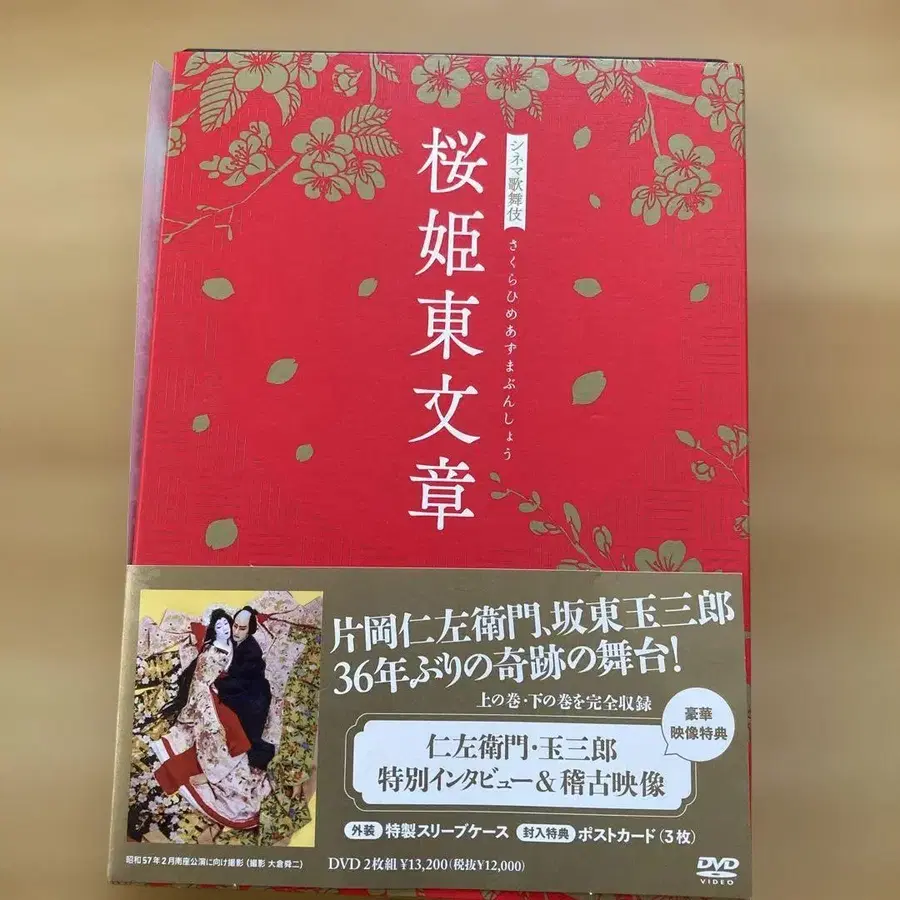 シネマ歌舞伎
桜姫東文章
さくらひめあずまぶんしょう
片岡仁左衛門、坂東玉三郎
36年ぶりの奇跡の舞台!
上の巻・下の巻を完全収録
豪華
映像特典
仁左衛門・玉三郎
特別インタビュー&稽古映像
外装 特製スリーブケース 封入特典 ポストカード(3枚)
昭和57年2月南座公演に向け撮影(撮影 大倉舜二)
DVD 2枚組 ¥13,200(税抜¥12,000)
DVD
VIDEO